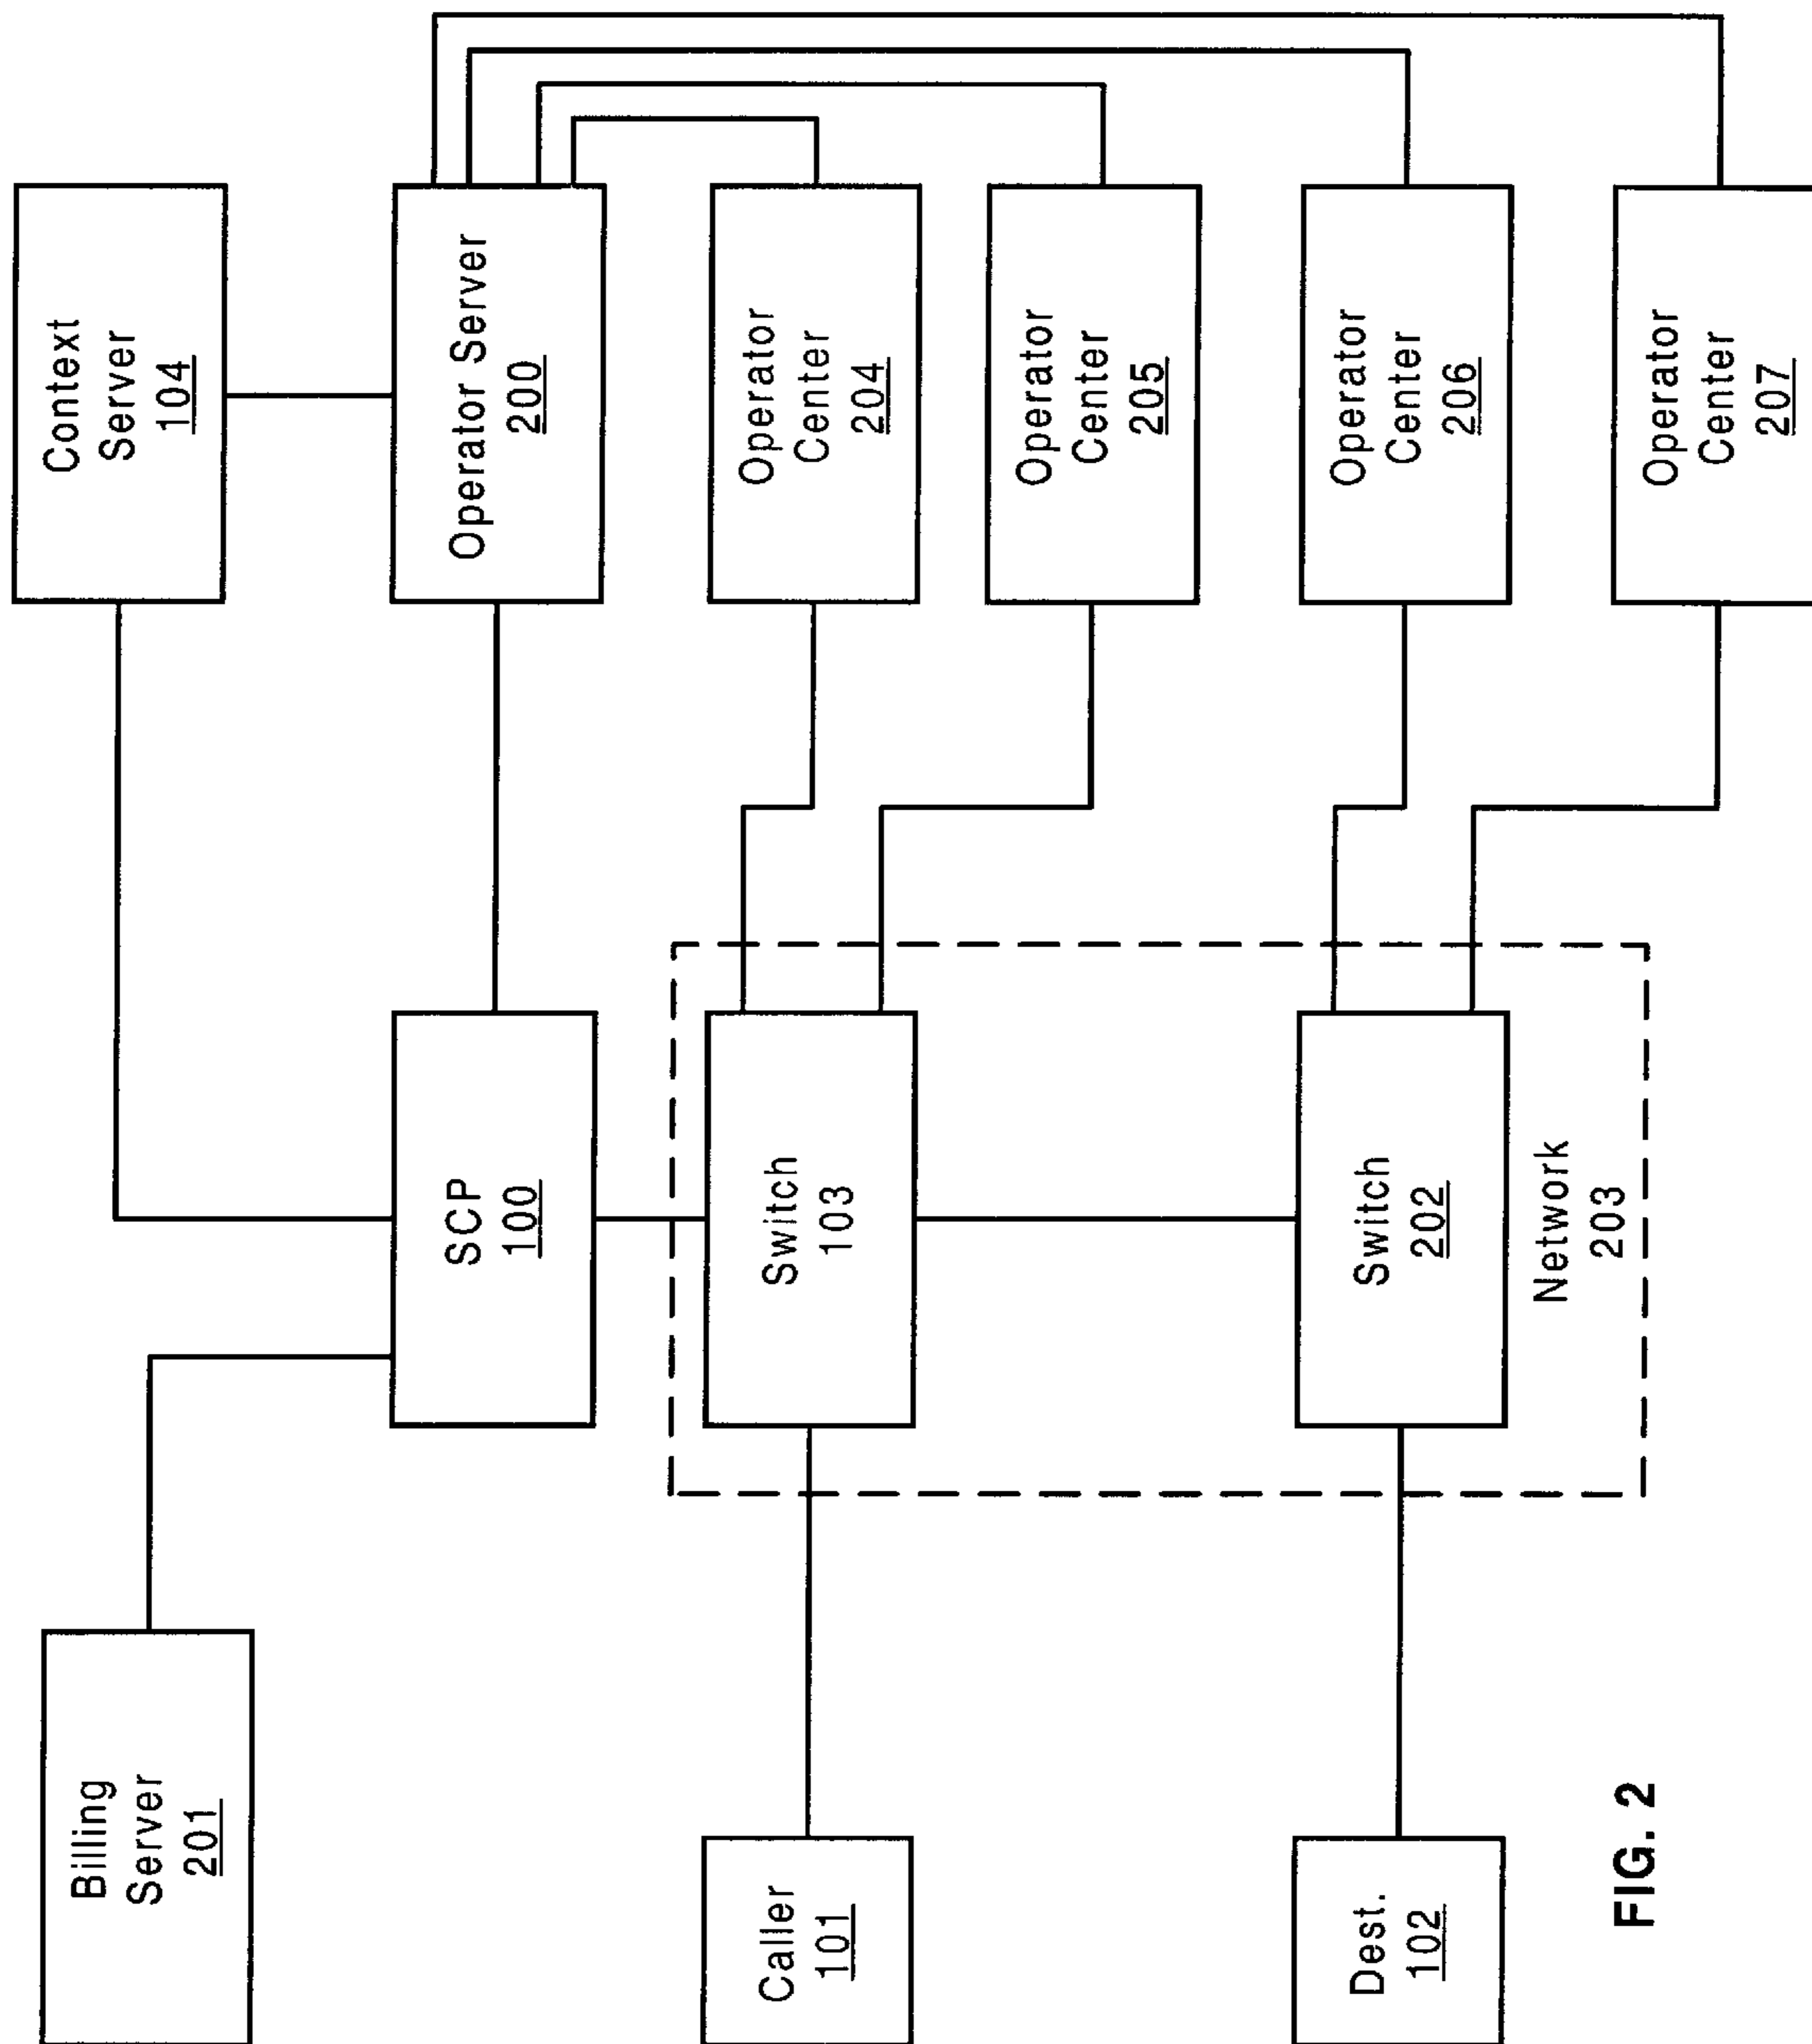 Context
Server
104
Billing
Server
201
SCP
100
Operator Server
200
Caller
101
Switch
103
Operator
Center
204
Operator
Center
205
Dest.
102
Switch
202
Operator
Center
206
Network
203
Operator
Center
207
FIG. 2